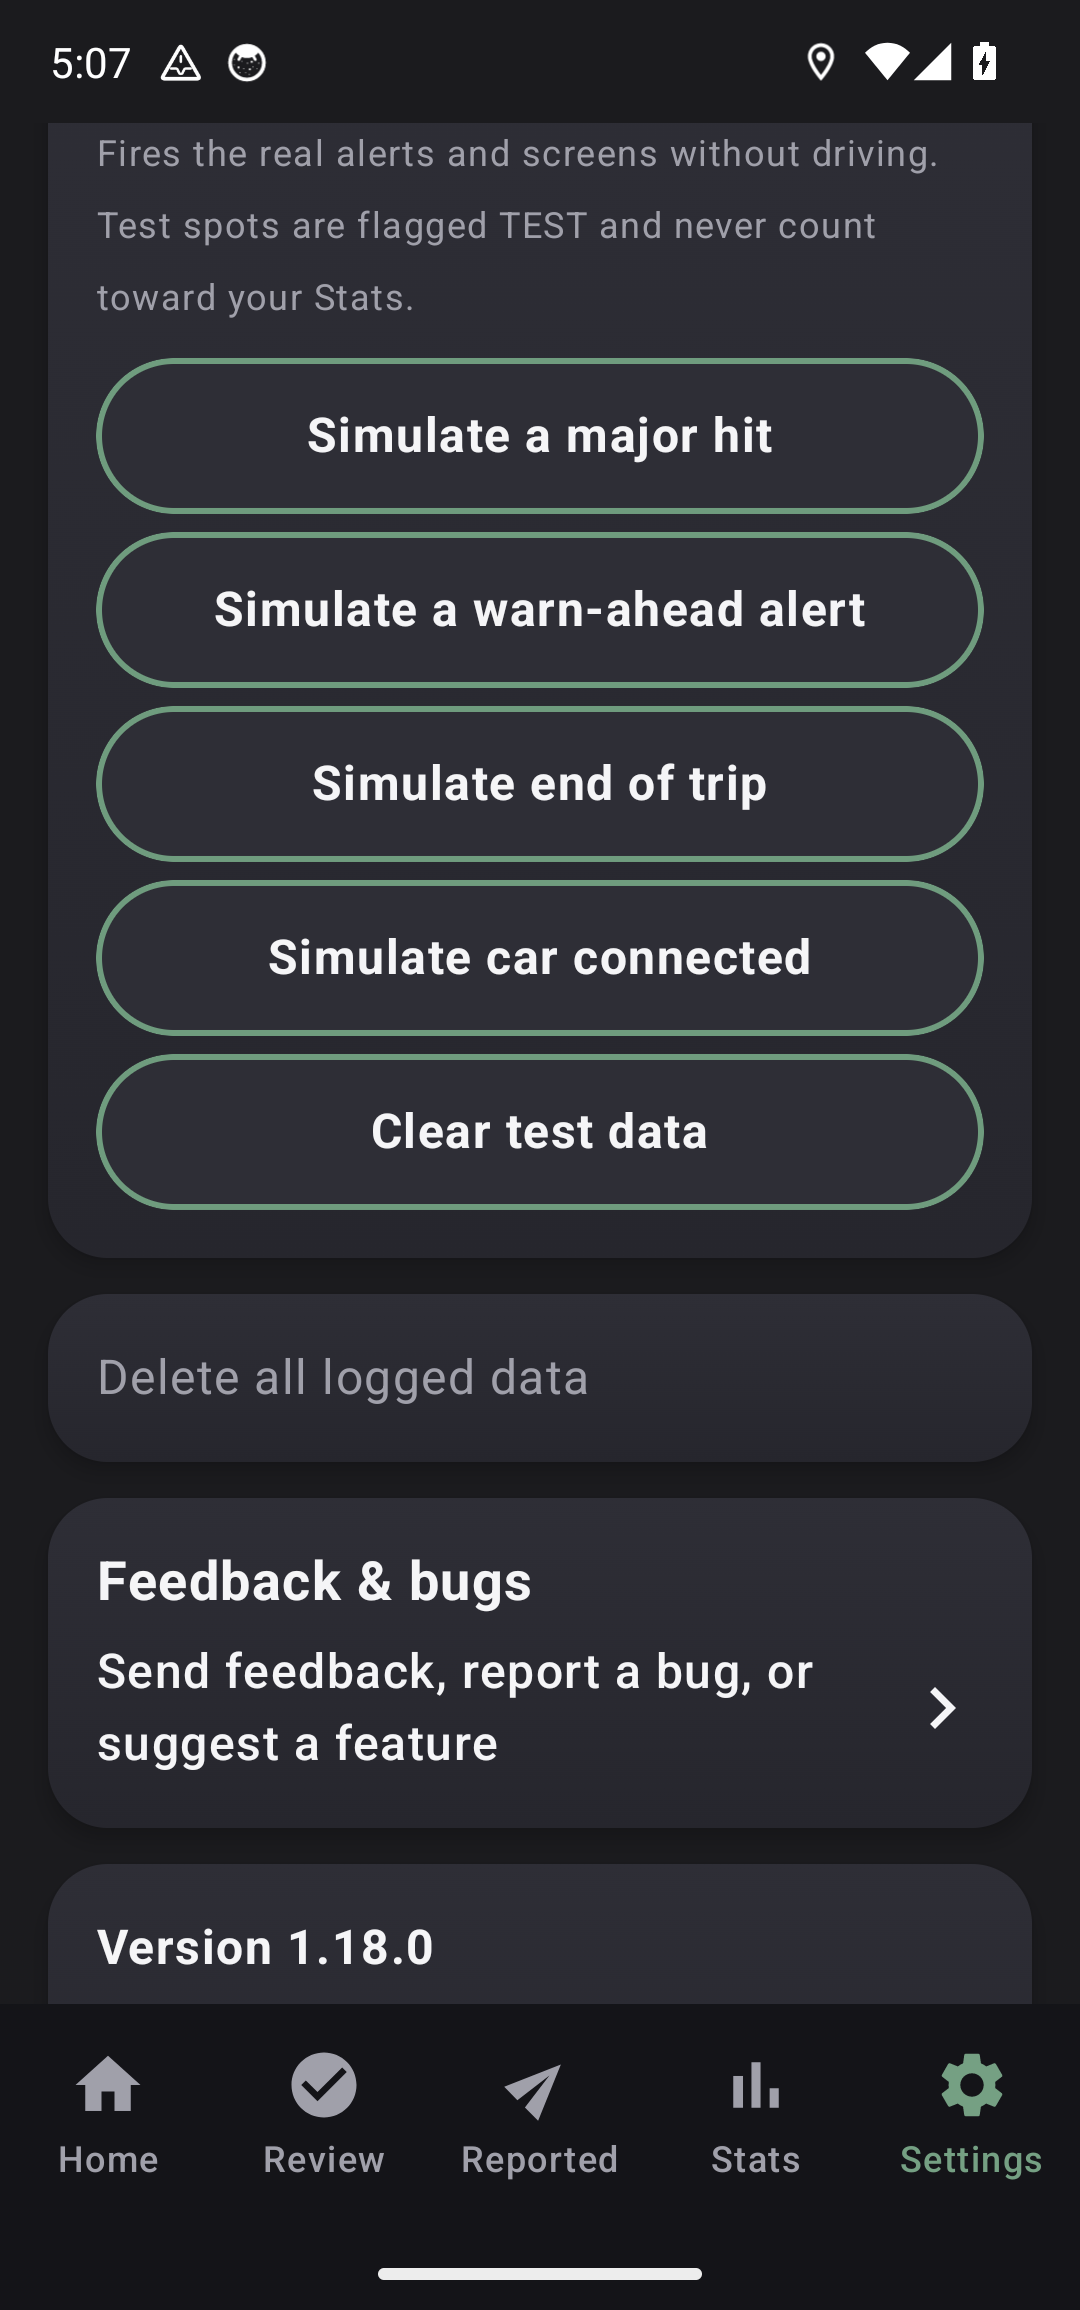 5:07
Fires the real alerts and screens without driving.
Test spots are flagged TEST and never count
toward your Stats.
Simulate a major hit
Simulate a warn-ahead alert
Simulate end of trip
Simulate car connected
Clear test data
Delete all logged data
Feedback & bugs
Send feedback, report a bug, or
suggest a feature
Version 1.18.0
Home
Review
Reported
Stats
Settings